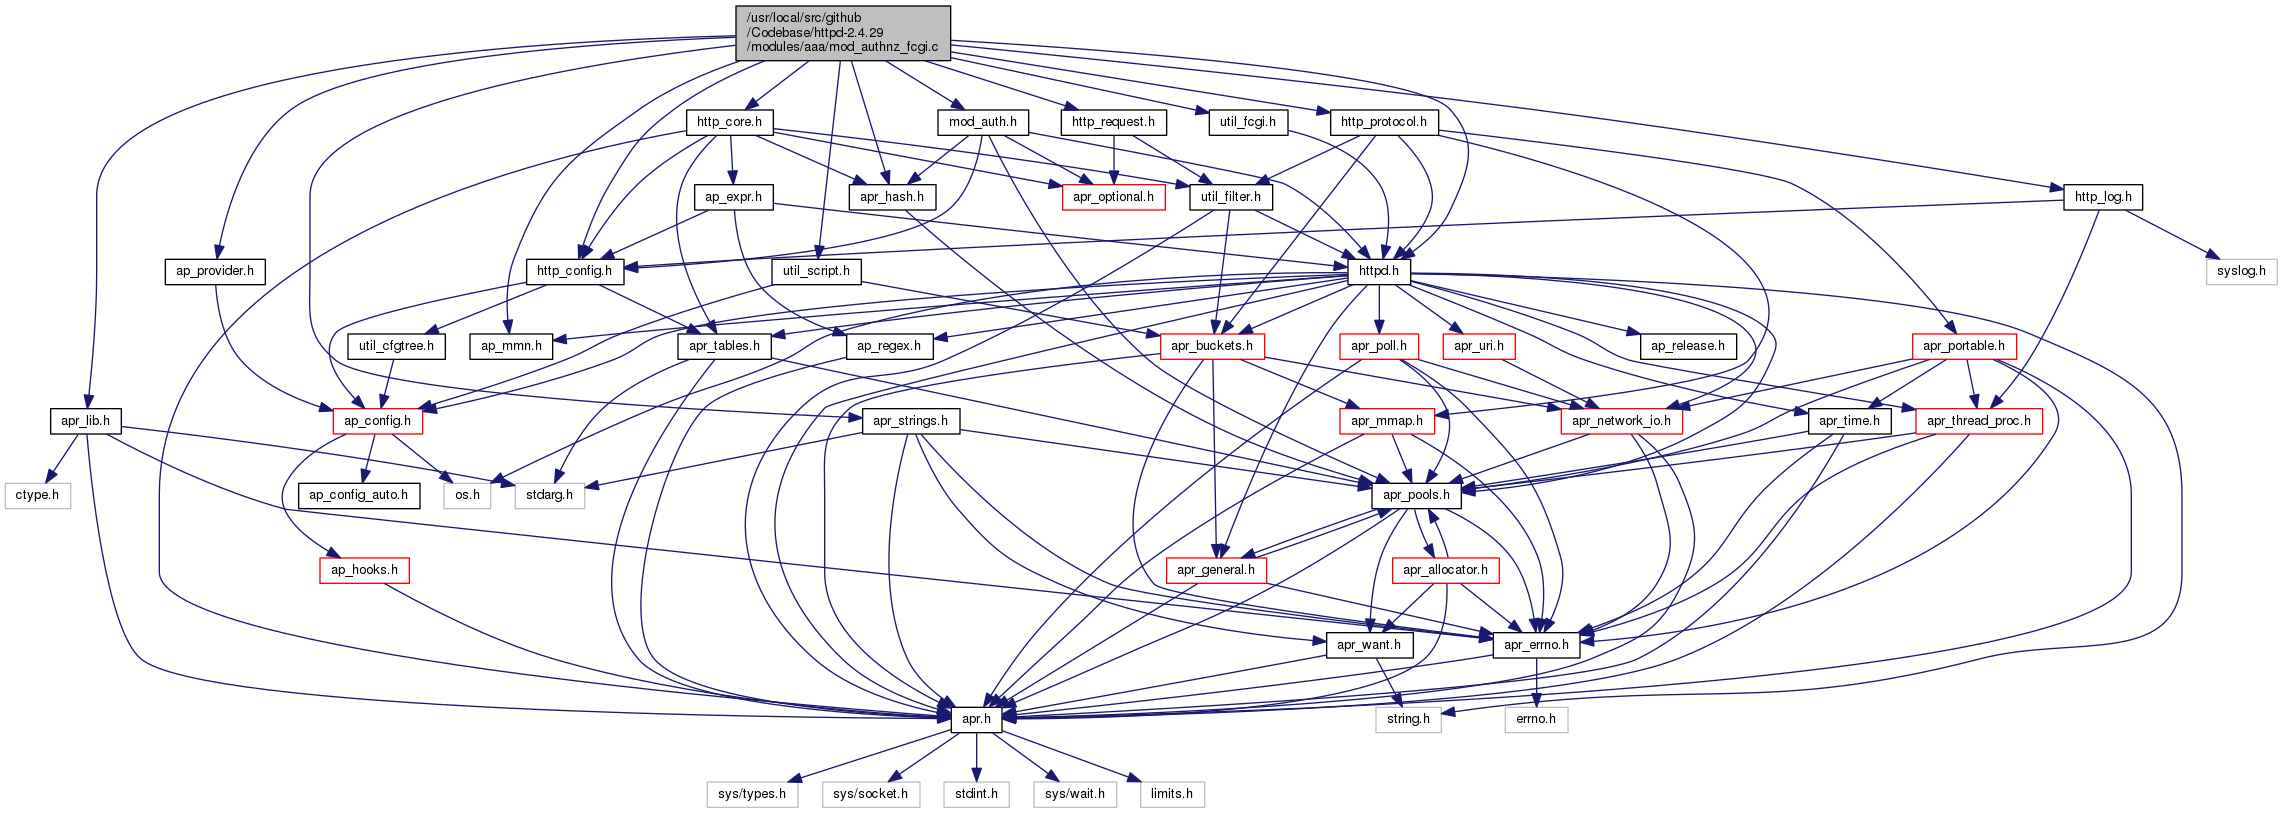 /usr/local/src/github
/Codebase/httpd-2.4.29
/modules/aaa/mod_authnz_fcgi.c
http_core.h
mod_auth.h
http_request.h
util_fcgi.h
http_protocol.h
ap_expr.h
apr_hash.h
apr_optional.h
util_filter.h
http_log.h
ap_provider.h
http_config.h
util_script.h
httpd.h
syslog.h
util_cfgtree.h
ap_mmn.h
apr_tables.h
ap_regex.h
apr_buckets.h
apr_poll.h
apr_uri.h
ap_release.h
apr_portable.h
apr_lib.h
ap_config.h
apr_strings.h
apr_mmap.h
apr_network_io.h
apr_time.h
apr_thread_proc.h
ctype.h
ap_config_auto.h
os.h
stdarg.h
apr_pools.h
ap_hooks.h
apr_general.h
apr_allocator.h
apr_want.h
apr_errno.h
apr.h
string.h
errno.h
sys/types.h
sys/socket.h
stdint.h
sys/wait.h
limits.h